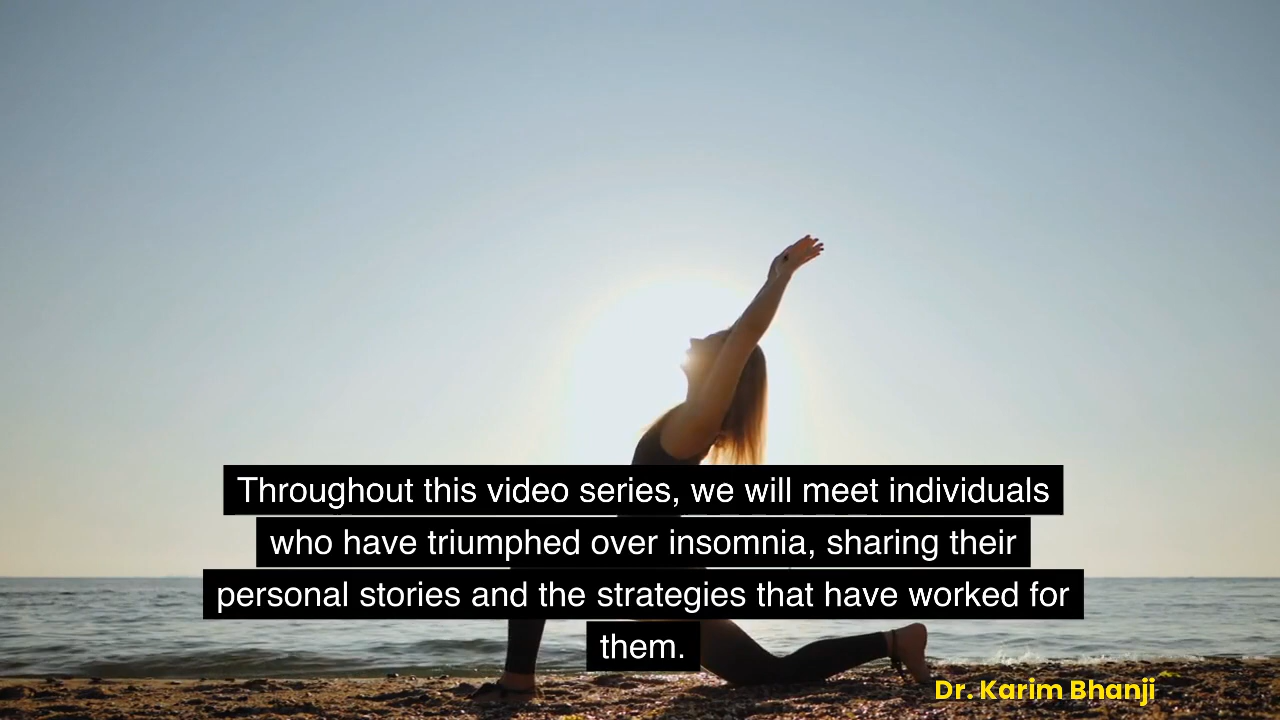 Throughout this video series, we will meet individuals
who have triumphed over insomnia, sharing their
personal stories and the strategies that have worked for
them.
Dr. Karim Bhanji